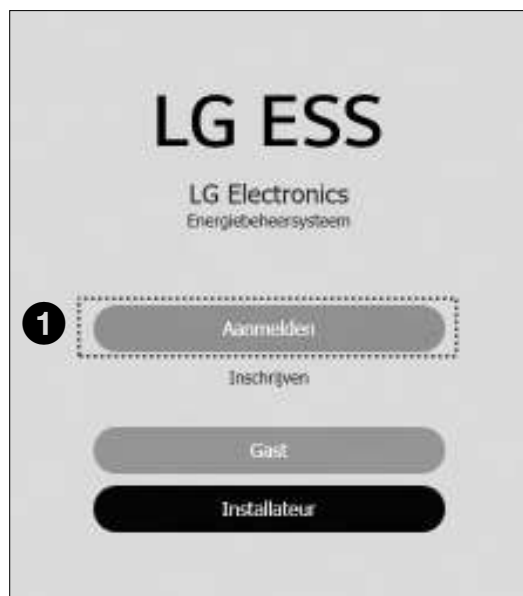 LG ESS
LG Electronics
Energiebeheersysteem
1
Aanmelden
Inschrijven
Gast
Installateur